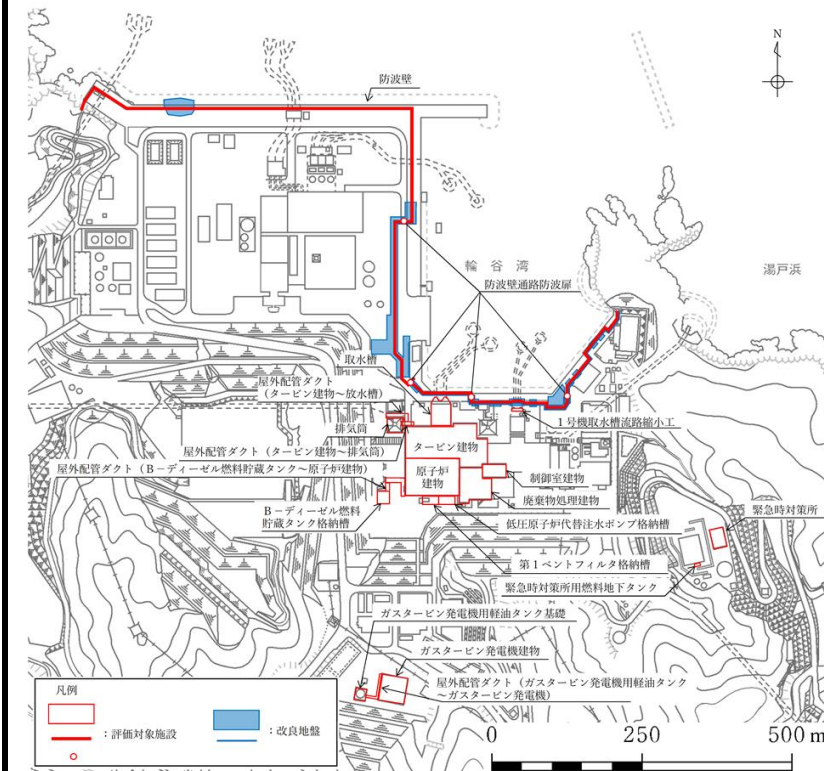 N
防波壁
輪谷湾
湯戸浜
防波壁通路防波扉
取水槽
屋外配管ダクト
(タービン建物~放水槽)
排気筒
1号機取水槽流路縮小工
屋外配管ダクト(タービン建物~排気筒)
タービン建物
屋外配管ダクト(B-ディーゼル燃料貯蔵タンク~原子炉建物)
原子炉
建物
制御室建物
廃棄物処理建物
B-ディーゼル燃料
貯蔵タンク格納槽
低圧原子炉代替注水ポンプ格納槽
緊急時対策所
第1ベントフィルタ格納槽
緊急時対策所用燃料地下タンク
ガスタービン発電機用軽油タンク基礎
ガスタービン発電機建物
屋外配管ダクト(ガスタービン発電機用軽油タンク
~ガスタービン発電機)
凡例
:評価対象施設
:改良地盤
0 250 500 m